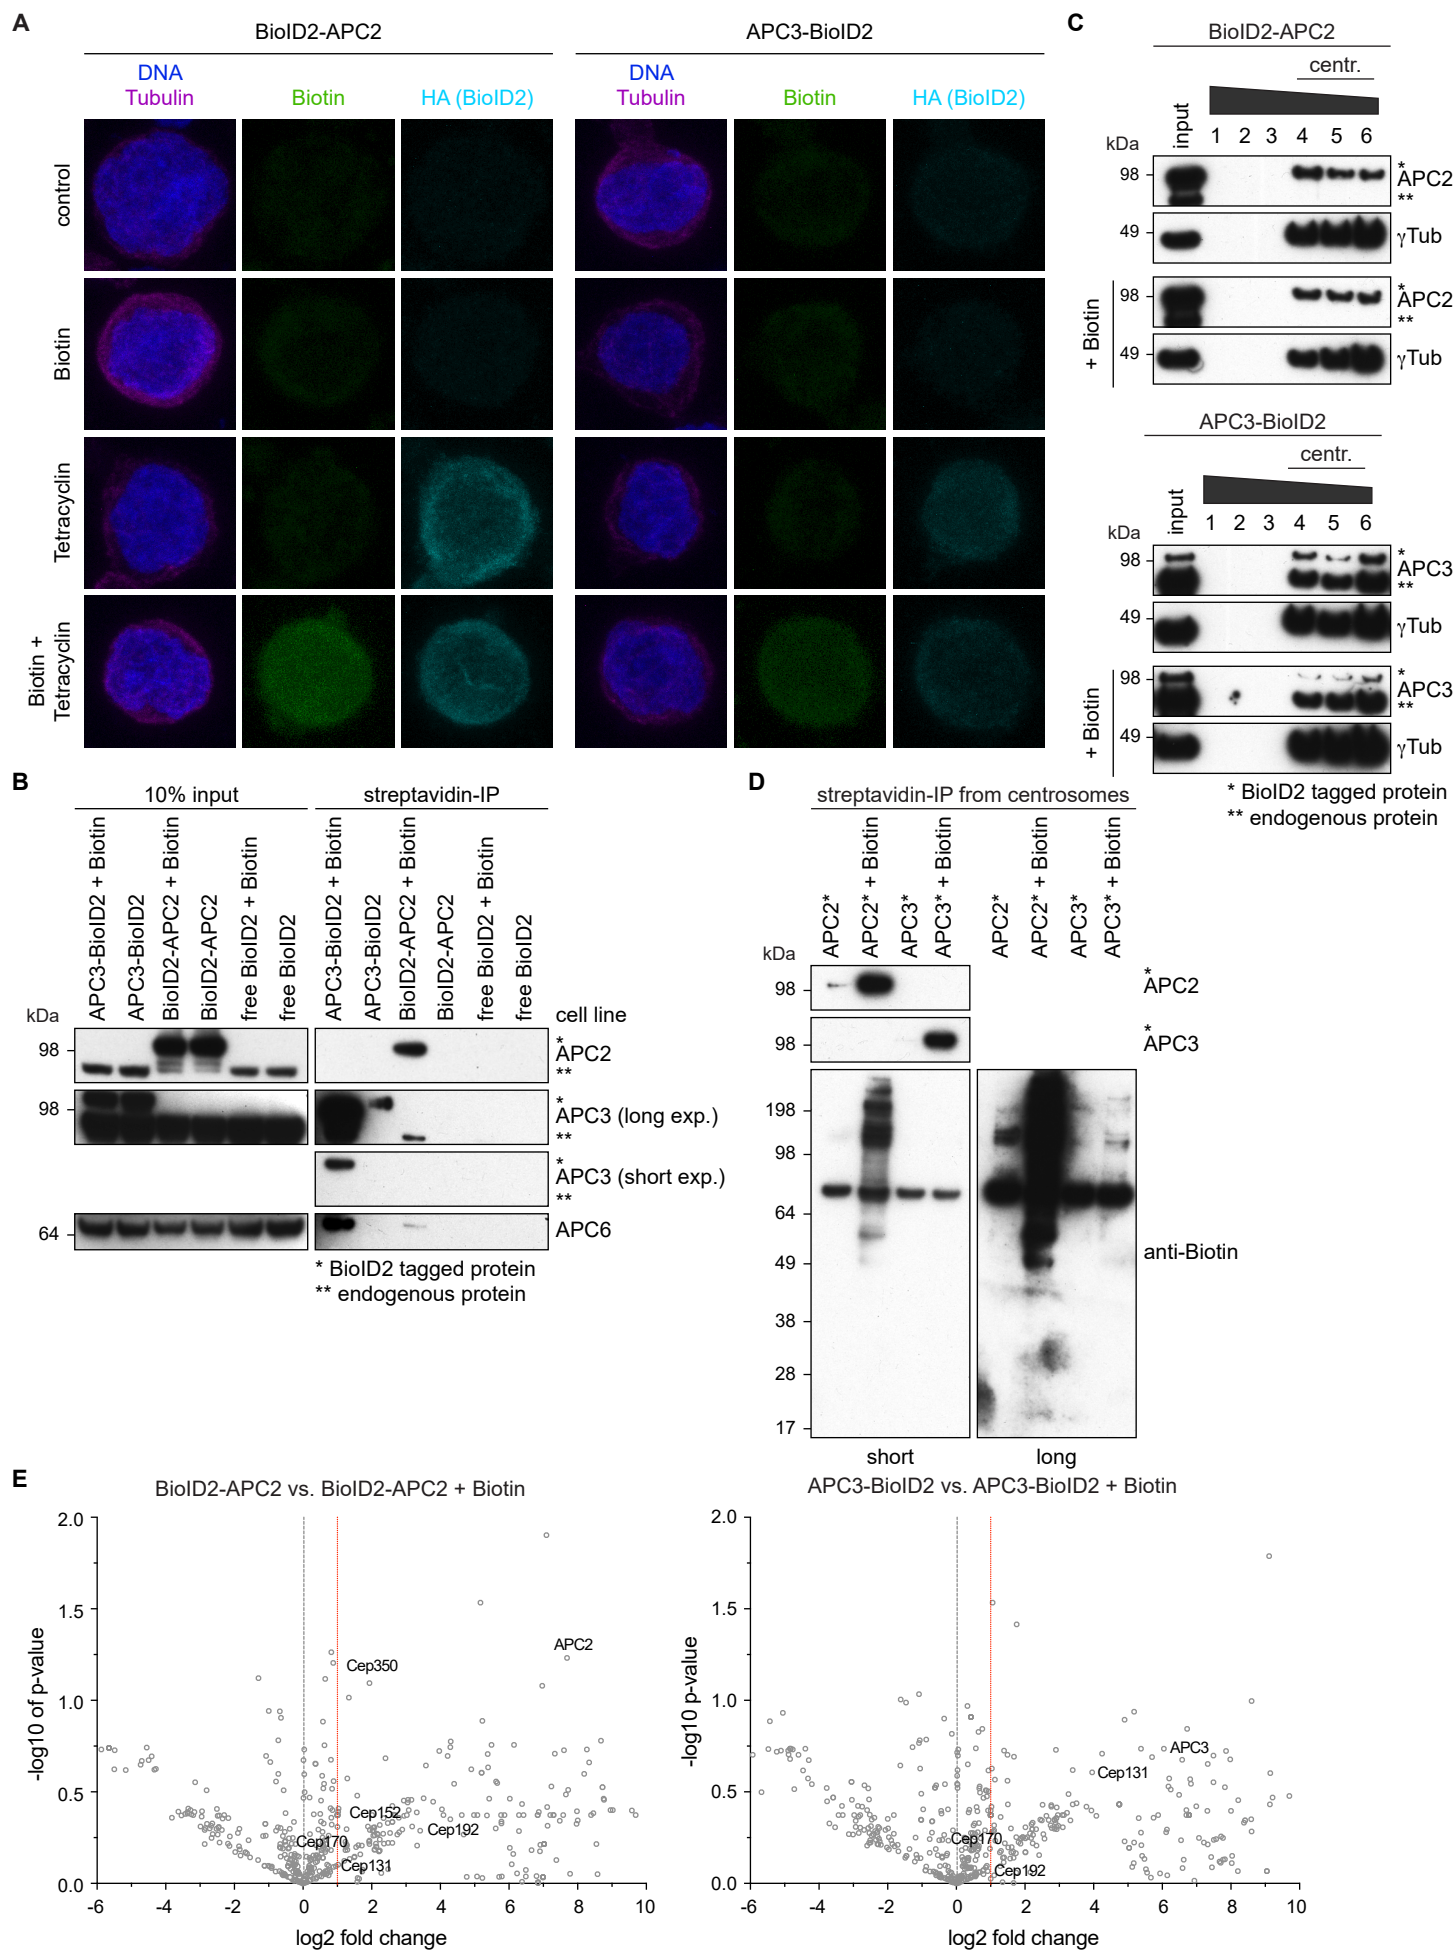 A
BioID2-APC2
APC3-BioID2
DNA
Tubulin
Biotin
HA (BioID2)
DNA
Tubulin
Biotin
HA (BioID2)
control
Biotin
Tetracyclin
Biotin +
Tetracyclin
C
BioID2-APC2
centr.
input
1 2 3 4 5 6
kDa
98
*
APC2
**
49
γTub
+ Biotin
98
*
APC2
**
49
γTub
APC3-BioID2
centr.
input
1 2 3 4 5 6
kDa
98
*
APC3
**
49
γTub
+ Biotin
98
*
APC3
**
49
γTub
* BioID2 tagged protein
** endogenous protein
B
10% input
streptavidin-IP
APC3-BioID2 + Biotin
APC3-BioID2
BioID2-APC2 + Biotin
BioID2-APC2
free BioID2 + Biotin
free BioID2
APC3-BioID2 + Biotin
APC3-BioID2
BioID2-APC2 + Biotin
BioID2-APC2
free BioID2 + Biotin
free BioID2
cell line
kDa
98
*
APC2
**
98
*
APC3 (long exp.)
**
*
APC3 (short exp.)
**
64
APC6
* BioID2 tagged protein
** endogenous protein
D
streptavidin-IP from centrosomes
APC2*
APC2* + Biotin
APC3*
APC3* + Biotin
APC2*
APC2* + Biotin
APC3*
APC3* + Biotin
kDa
98
*
APC2
98
*
APC3
198
98
64
49
38
28
17
anti-Biotin
short
long
E
BioID2-APC2 vs. BioID2-APC2 + Biotin
-log10 of p-value
2.0
1.5
1.0
0.5
0.0
APC2
Cep350
Cep152
Cep192
Cep170
Cep131
-6 -4 -2 0 2 4 6 8 10
log2 fold change
APC3-BioID2 vs. APC3-BioID2 + Biotin
-log10 p-value
2.0
1.5
1.0
0.5
0.0
APC3
Cep131
Cep170
Cep192
-6 -4 -2 0 2 4 6 8 10
log2 fold change